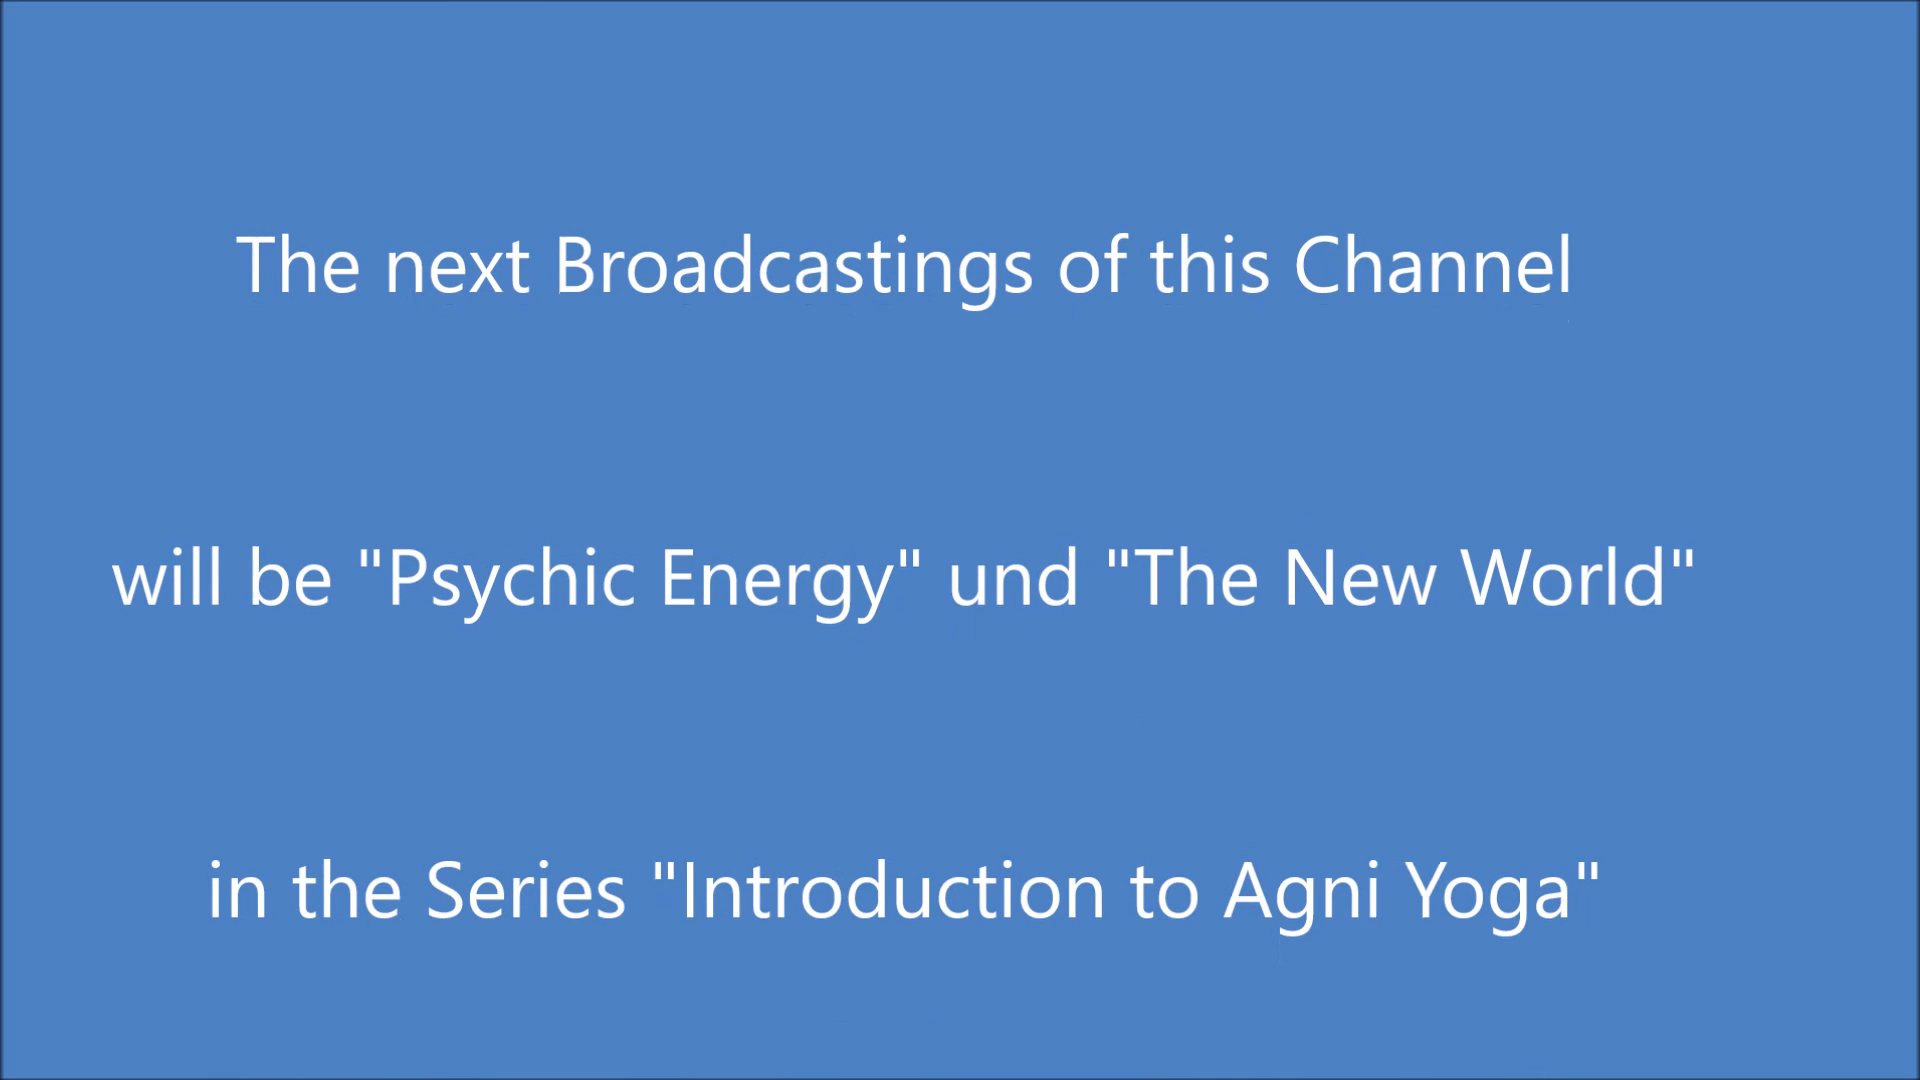 The next Broadcastings of this Channel
will be "Psychic Energy" und "The New World"
in the Series "Introduction to Agni Yoga"